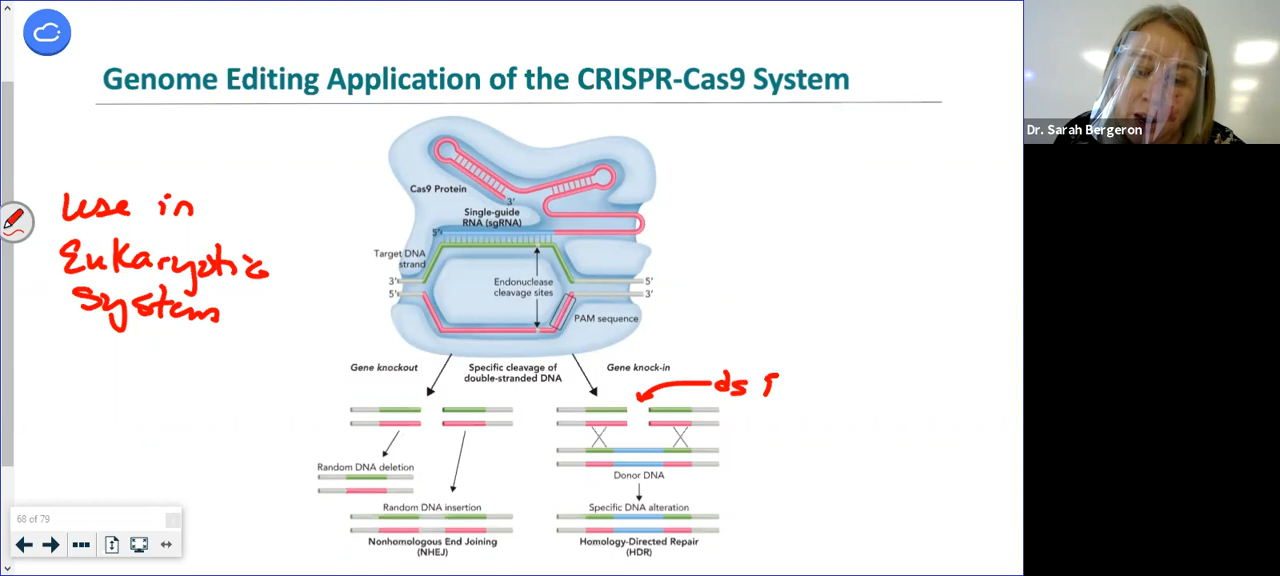 Genome Editing Application of the CRISPR-Cas9 System
Dr. Sarah Bergeron
use in
Eukaryotic
system
Cas9 Protein
3'
Single-guide
RNA (sgRNA)
5'
Target DNA
strand
3'
5'
Endonuclease
cleavage sites
5'
3'
PAM sequence
Gene knockout
Specific cleavage of
double-stranded DNA
Gene knock-in
ds
Random DNA deletion
Donor DNA
Random DNA insertion
Specific DNA alteration
Nonhomologous End Joining
(NHEJ)
Homology-Directed Repair
(HDR)
68 of 79